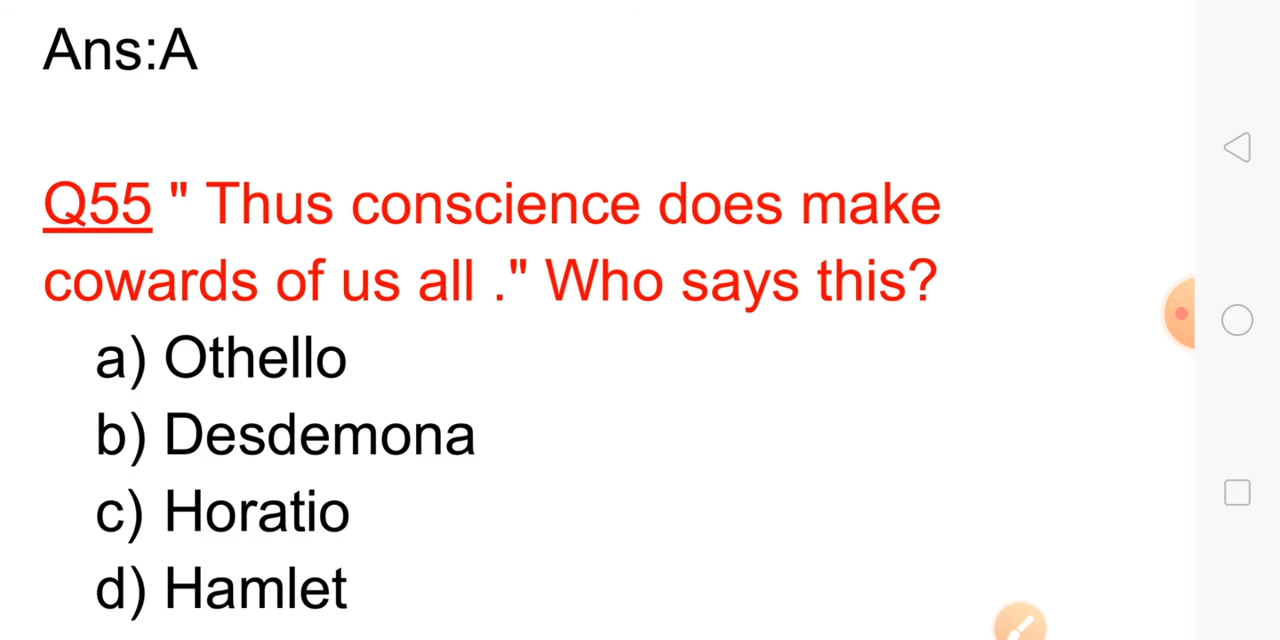 Ans:A
Q55 " Thus conscience does make
cowards of us all ." Who says this?
a) Othello
b) Desdemona
c) Horatio
d) Hamlet